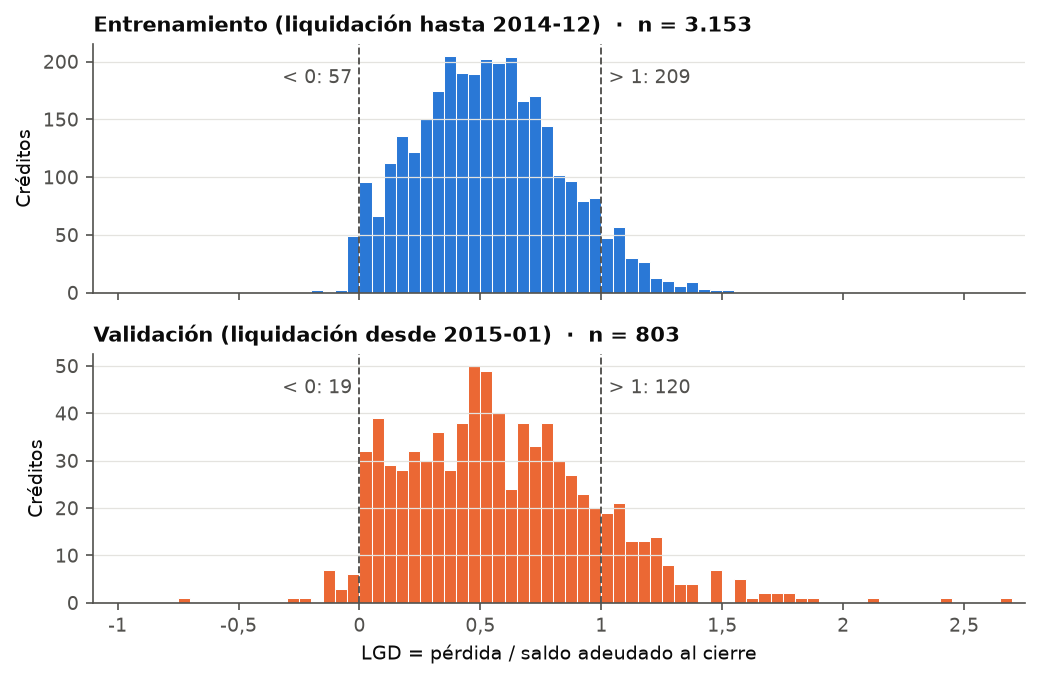 Entrenamiento (liquidación hasta 2014-12)  ·  n = 3.153
200
< 0: 57
> 1: 209
150
Créditos
100
50
0
Validación (liquidación desde 2015-01)  ·  n = 803
50
< 0: 19
> 1: 120
40
30
Créditos
20
10
0
-1 -0,5 0 0,5 1 1,5 2 2,5
LGD = pérdida / saldo adeudado al cierre